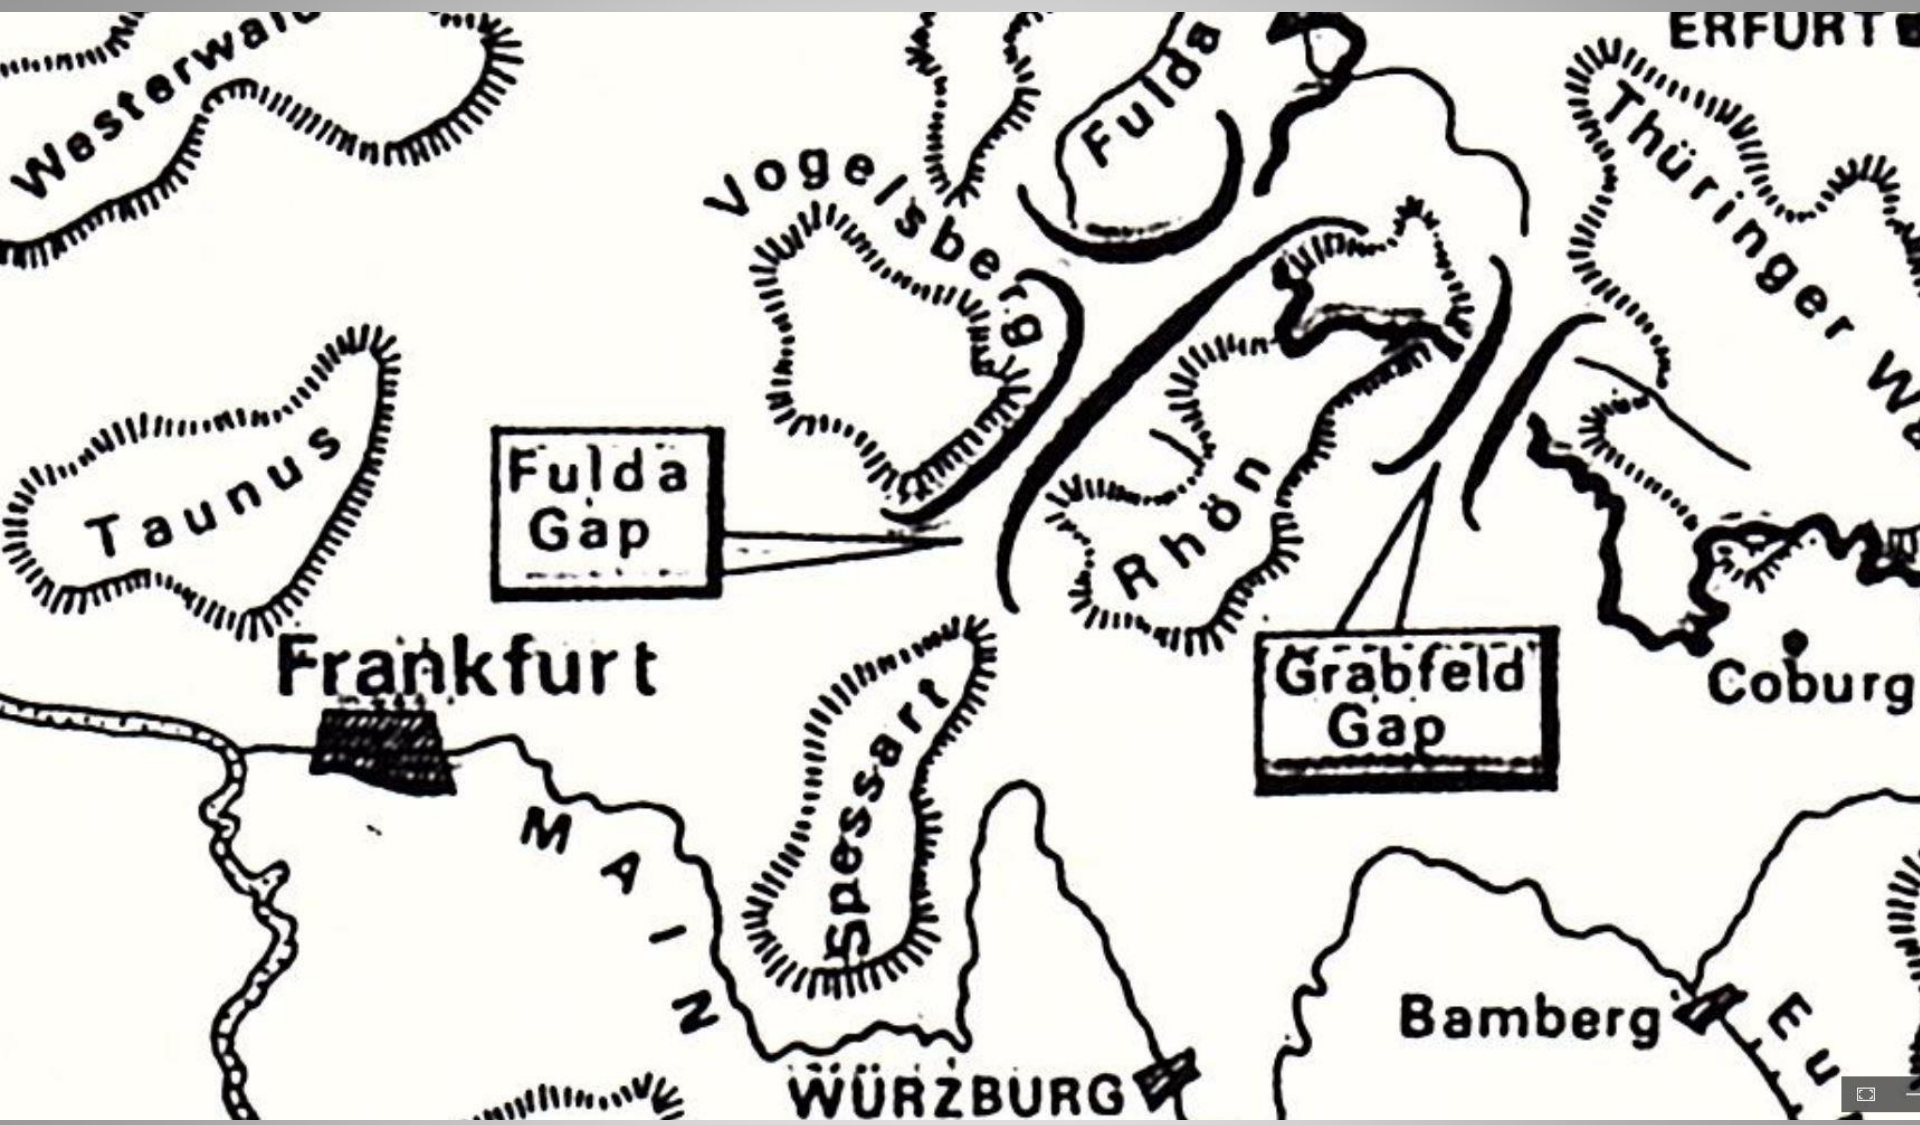 Westerwald
Fulda
ERFURT
Thüringer
Vogelsberg
Taunus
Fulda
Gap
Rhön
Frankfurt
Grabfeld
Gap
Coburg
Spessart
MAIN
Bamberg
WÜRZBURG